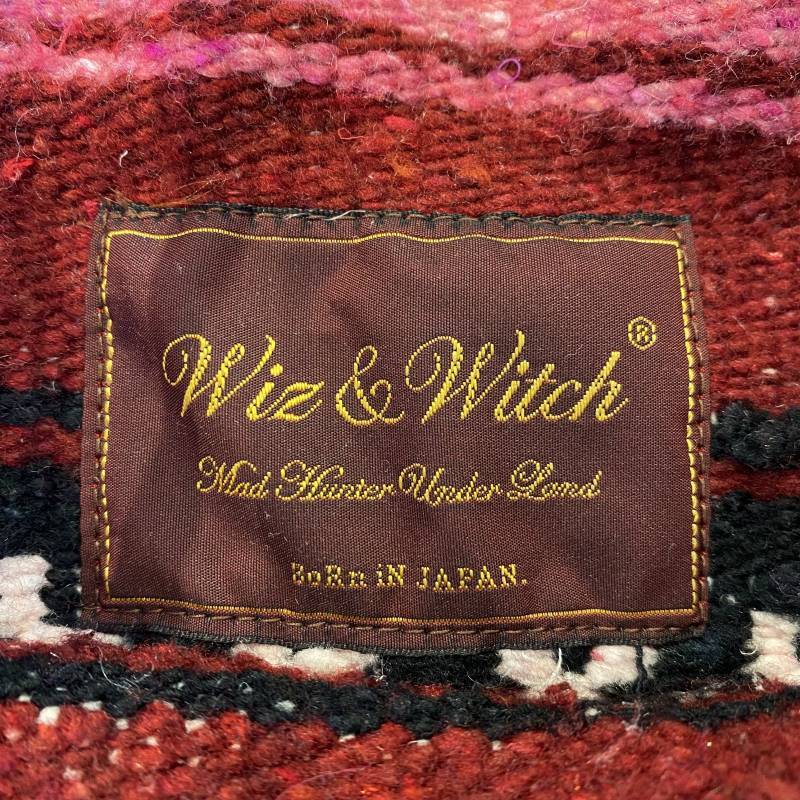 Wiz & Witch®
Mad Hunter Under Land
BoRn iN JAPAN.